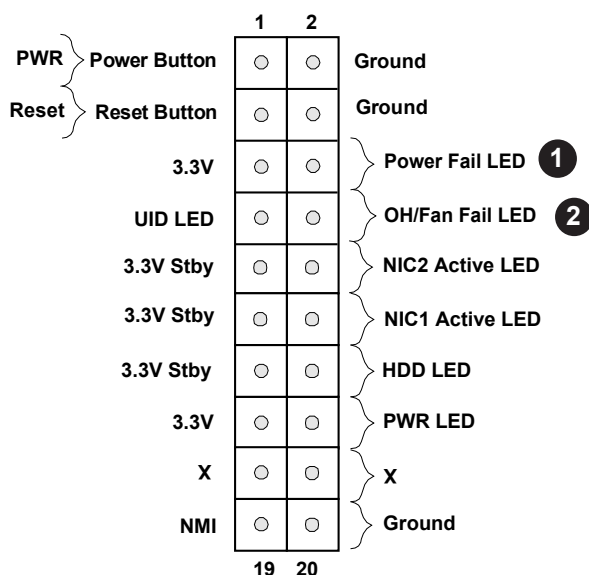 1 2
PWR Power Button Ground
Reset Reset Button Ground
3.3V Power Fail LED 1
UID LED OH/Fan Fail LED 2
3.3V Stby NIC2 Active LED
3.3V Stby NIC1 Active LED
3.3V Stby HDD LED
3.3V PWR LED
X X
NMI Ground
19 20